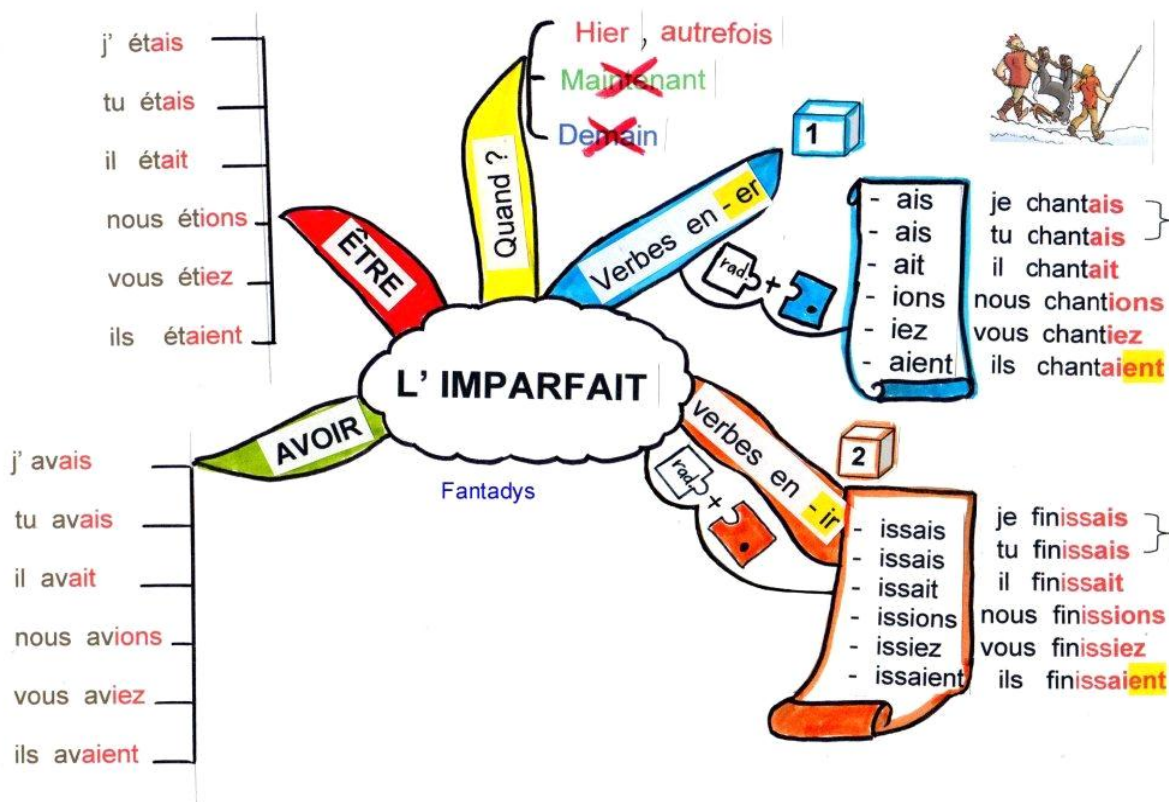 L' IMPARFAIT
Fantadys
Quand ?
Hier , autrefois
Maintenant
Demain
ÊTRE
j' étais
tu étais
il était
nous étions
vous étiez
ils étaient
AVOIR
j' avais
tu avais
il avait
nous avions
vous aviez
ils avaient
Verbes en - er
1
rad. +
- ais
- ais
- ait
- ions
- iez
- aient
je chantais
tu chantais
il chantait
nous chantions
vous chantiez
ils chantaient
verbes en - ir
2
rad. +
- issais
- issais
- issait
- issions
- issiez
- issaient
je finissais
tu finissais
il finissait
nous finissions
vous finissiez
ils finissaient